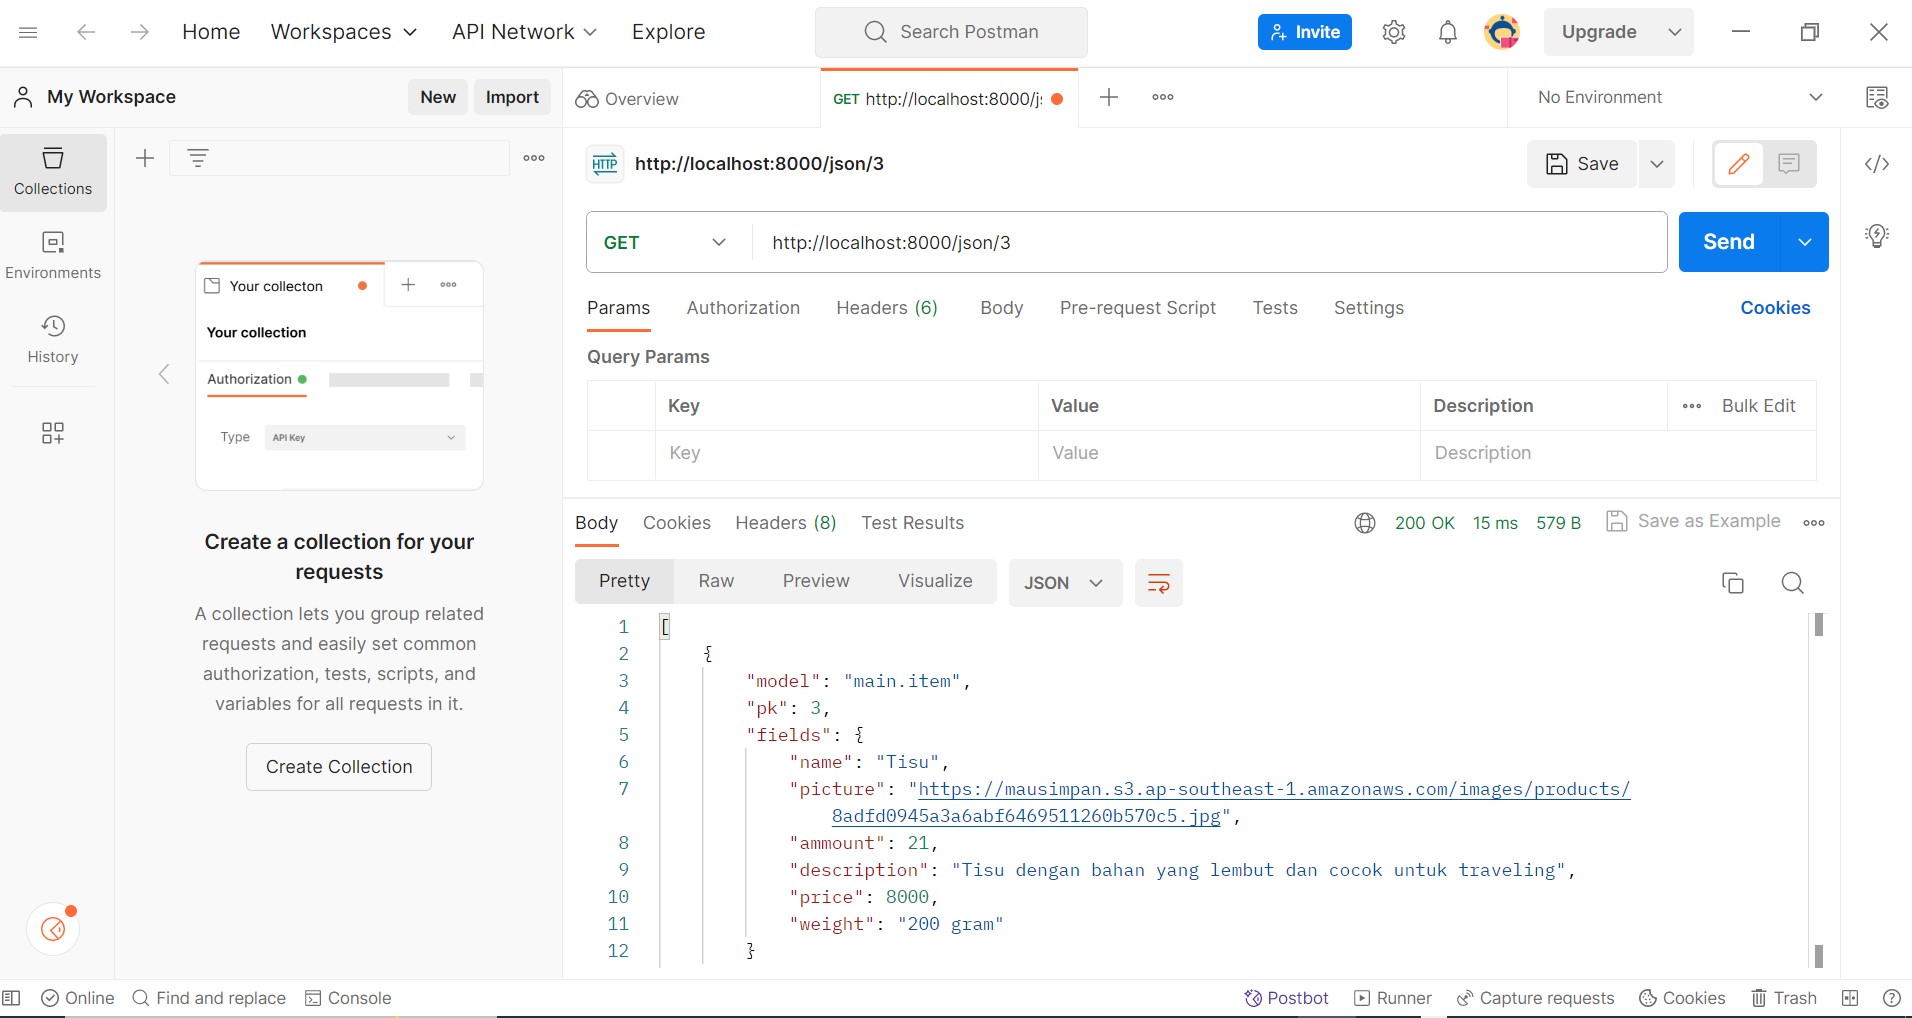 Home Workspaces API Network Explore Search Postman Invite Upgrade
My Workspace New Import Overview GET http://localhost:8000/j No Environment
Collections
Environments
History
Your collecton
Your collection
Authorization
Type API Key
Create a collection for your
requests
A collection lets you group related
requests and easily set common
authorization, tests, scripts, and
variables for all requests in it.
Create Collection
HTTP http://localhost:8000/json/3 Save
GET http://localhost:8000/json/3 Send
Params Authorization Headers (6) Body Pre-request Script Tests Settings Cookies
Query Params
Key Value Description Bulk Edit
Key Value Description
Body Cookies Headers (8) Test Results 200 OK 15 ms 579 B Save as Example
Pretty Raw Preview Visualize JSON
1 [
2 {
3 "model": "main.item",
4 "pk": 3,
5 "fields": {
6 "name": "Tisu",
7 "picture": "https://mausimpan.s3.ap-southeast-1.amazonaws.com/images/products/
8adfd0945a3a6abf6469511260b570c5.jpg",
8 "ammount": 21,
9 "description": "Tisu dengan bahan yang lembut dan cocok untuk traveling",
10 "price": 8000,
11 "weight": "200 gram"
12 }
Online Find and replace Console Postbot Runner Capture requests Cookies Trash